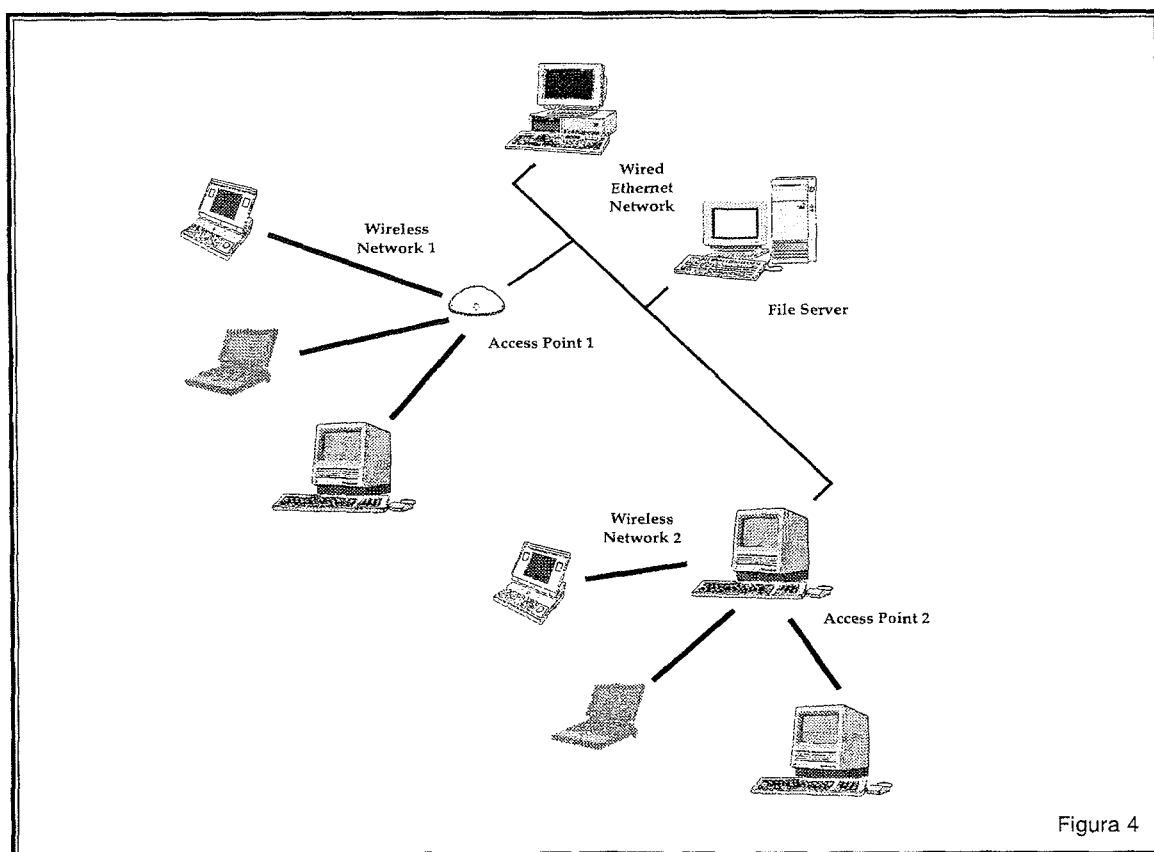 Wired
Ethernet
Network
Wireless
Network 1
File Server
Access Point 1
Wireless
Network 2
Access Point 2
Figura 4